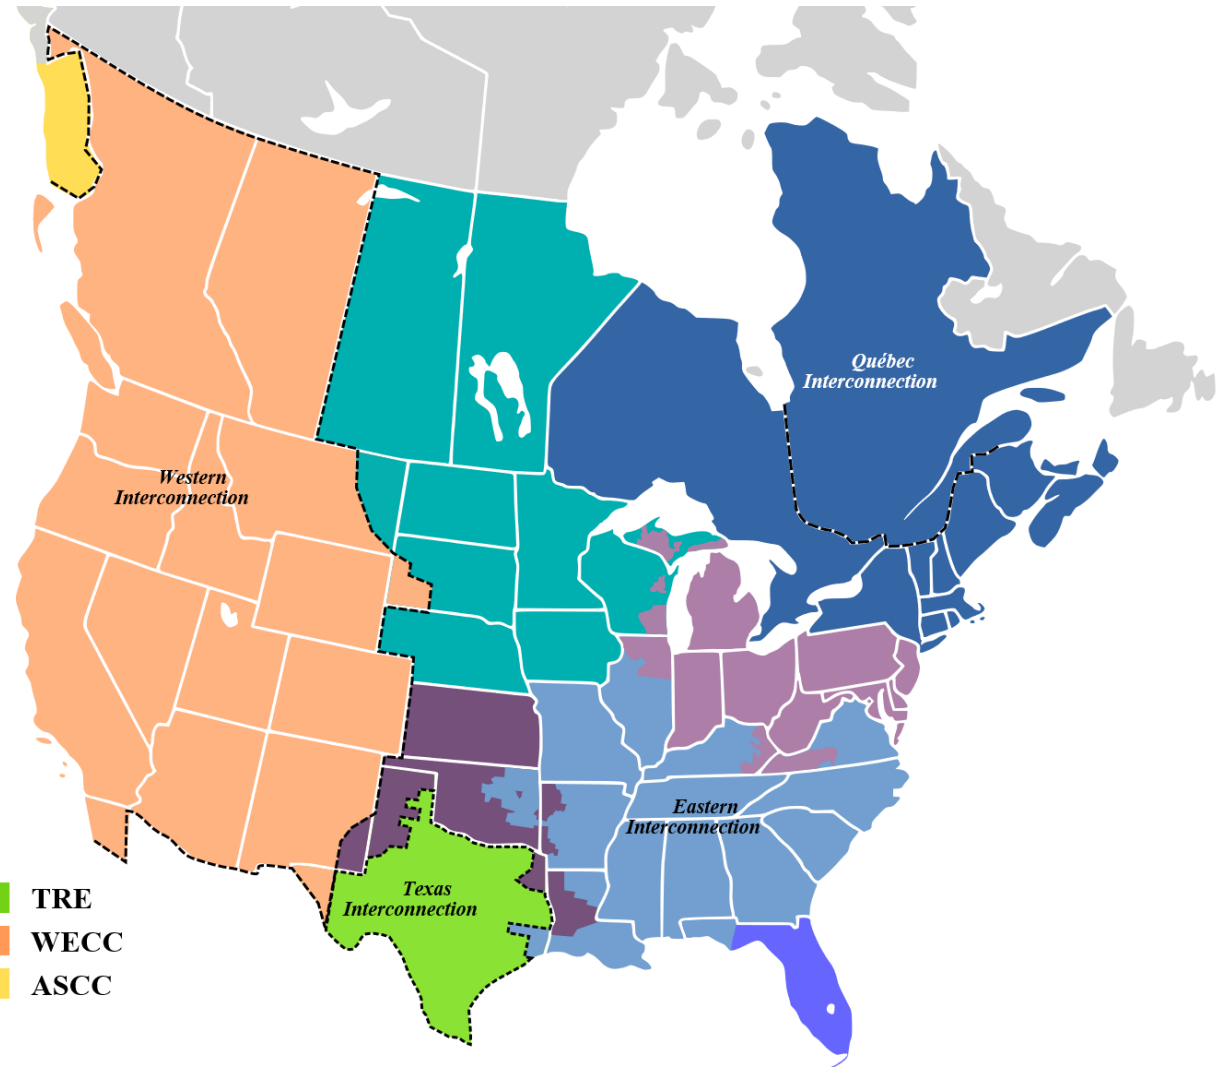 Québec
Interconnection
Western
Interconnection
Eastern
Interconnection
Texas
Interconnection
TRE
WECC
ASCC